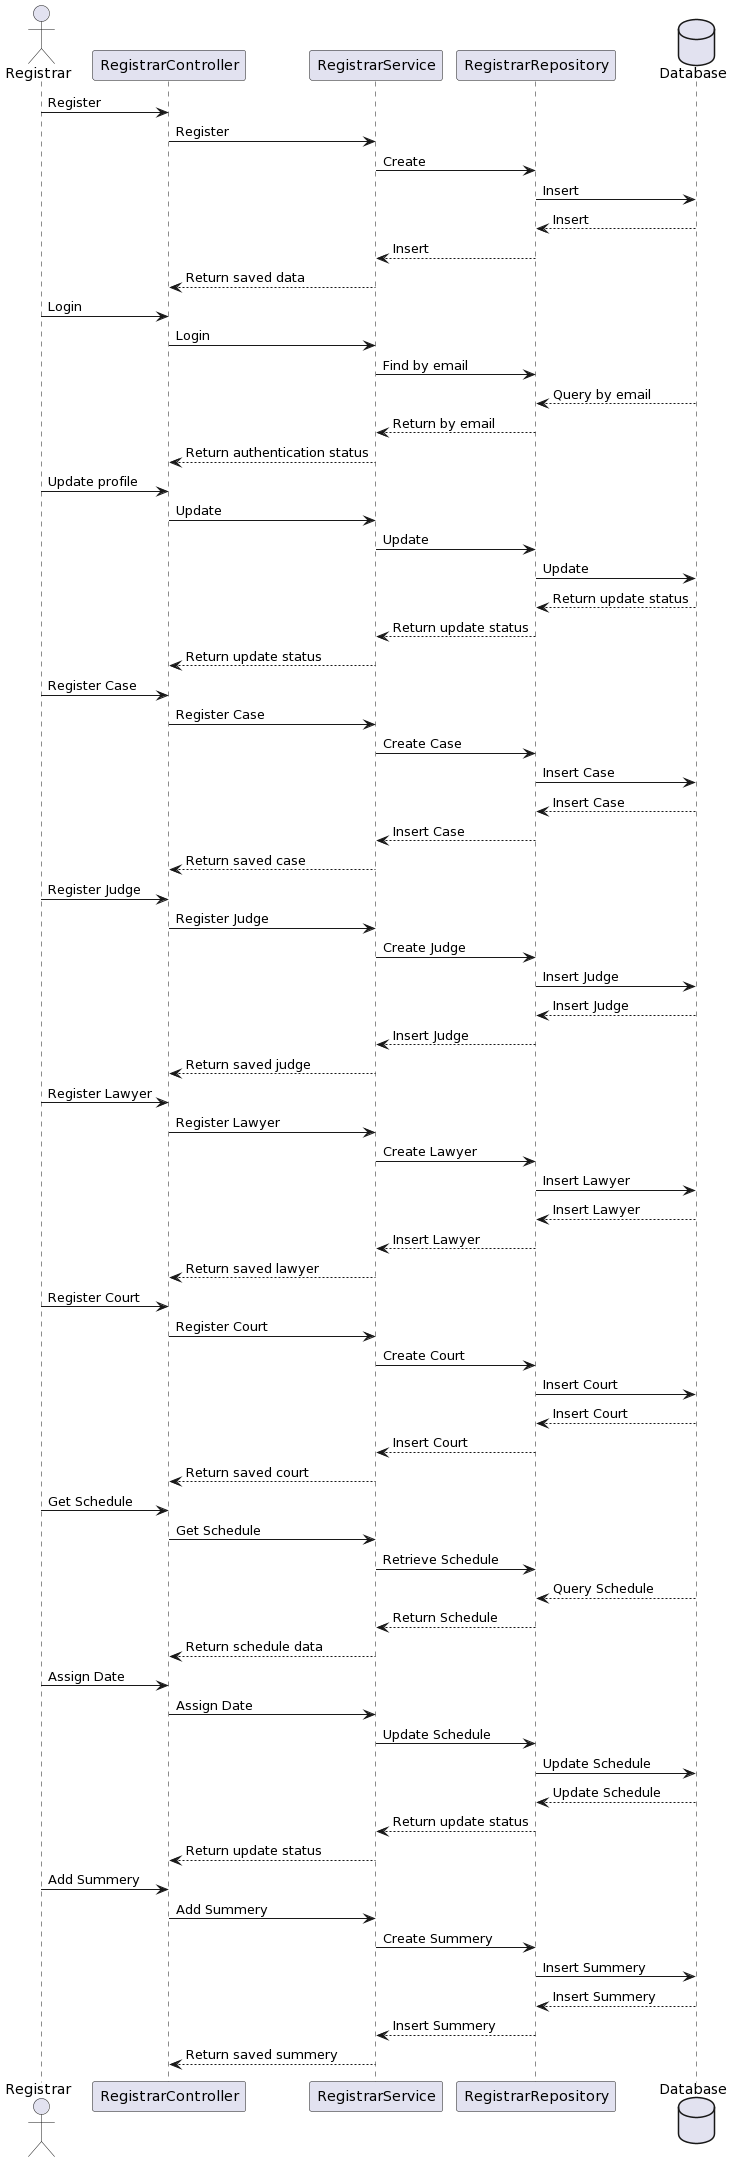 Registrar
RegistrarController
RegistrarService
RegistrarRepository
Database
Register
Register
Create
Insert
Insert
Insert
Return saved data
Login
Login
Find by email
Query by email
Return by email
Return authentication status
Update profile
Update
Update
Update
Return update status
Return update status
Return update status
Register Case
Register Case
Create Case
Insert Case
Insert Case
Insert Case
Return saved case
Register Judge
Register Judge
Create Judge
Insert Judge
Insert Judge
Insert Judge
Return saved judge
Register Lawyer
Register Lawyer
Create Lawyer
Insert Lawyer
Insert Lawyer
Insert Lawyer
Return saved lawyer
Register Court
Register Court
Create Court
Insert Court
Insert Court
Insert Court
Return saved court
Get Schedule
Get Schedule
Retrieve Schedule
Query Schedule
Return Schedule
Return schedule data
Assign Date
Assign Date
Update Schedule
Update Schedule
Update Schedule
Return update status
Return update status
Add Summery
Add Summery
Create Summery
Insert Summery
Insert Summery
Insert Summery
Return saved summery
Registrar
RegistrarController
RegistrarService
RegistrarRepository
Database